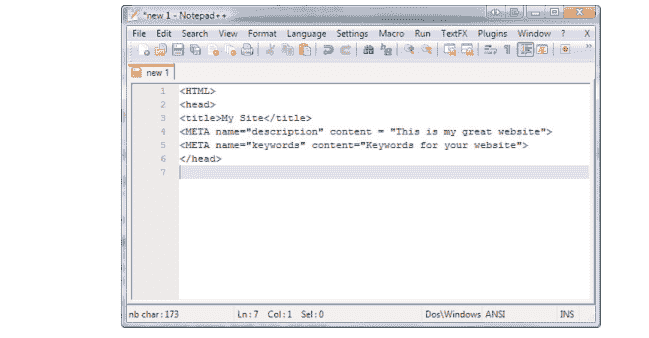 *new 1 - Notepad++
File Edit Search View Format Language Settings Macro Run TextFX Plugins Window ? X
new 1
1 <HTML>
2 <head>
3 <title>My Site</title>
4 <META name="description" content = "This is my great website">
5 <META name="keywords" content="Keywords for your website">
6 </head>
7
nb char:173 Ln:7 Col:1 Sel:0 Dos\Windows ANSI INS